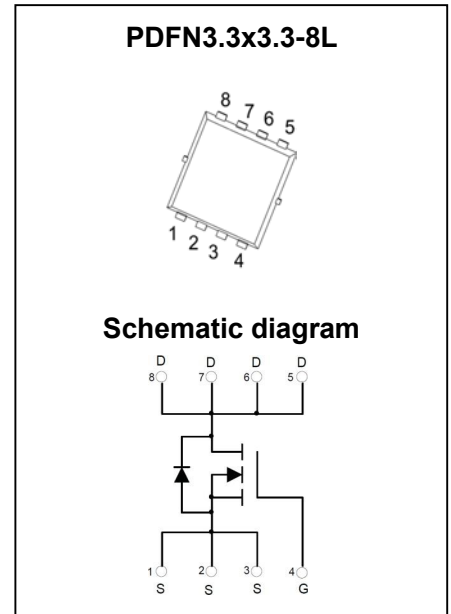 PDFN3.3x3.3-8L
8 7 6 5
1 2 3 4
Schematic diagram
D D D D
8 7 6 5
1 2 3 4
S S S G